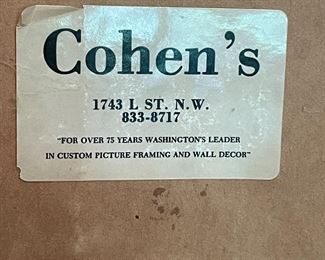 Cohen's
1743 L ST. N.W.
833-8717
"FOR OVER 75 YEARS WASHINGTON'S LEADER
IN CUSTOM PICTURE FRAMING AND WALL DECOR"